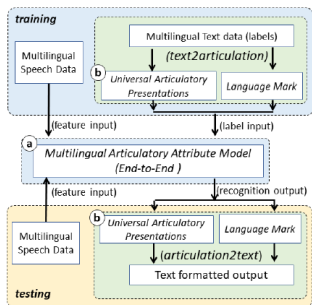 training
Multilingual Text data (labels)
Multilingual
Speech Data
(text2articulation)
b
Universal Articulatory
Presentations
Language Mark
(feature input)
(label input)
a
Multilingual Articulatory Attribute Model
(End-to-End )
(feature input)
(recognition output)
b
Multilingual
Speech Data
Universal Articulatory
Presentations
Language Mark
(articulation2text)
Text formatted output
testing